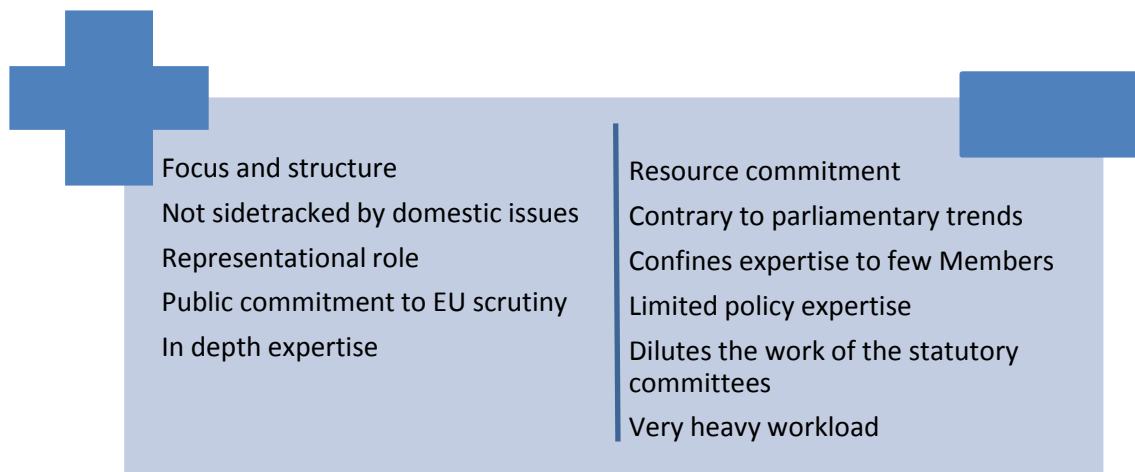 Focus and structure
Not sidetracked by domestic issues
Representational role
Public commitment to EU scrutiny
In depth expertise
Resource commitment
Contrary to parliamentary trends
Confines expertise to few Members
Limited policy expertise
Dilutes the work of the statutory
committees
Very heavy workload